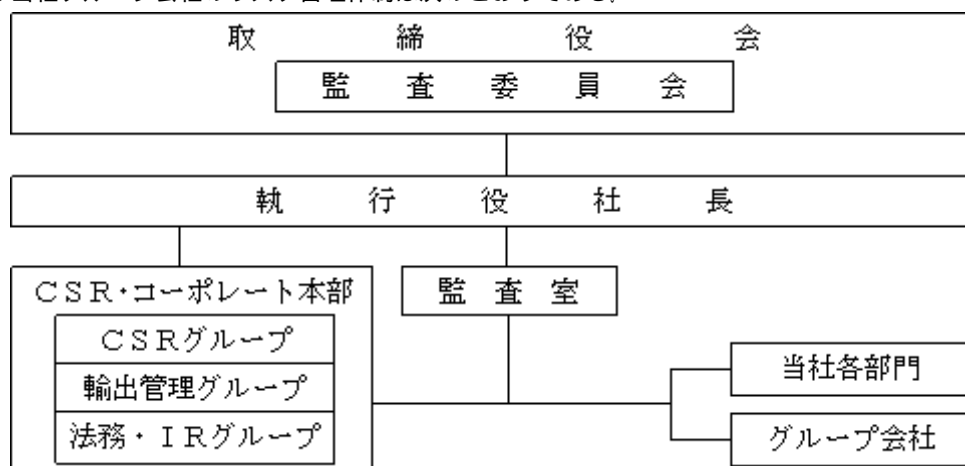 取締役会
監査委員会
執行役社長
CSR・コーポレート本部
監査室
CSRグループ
輸出管理グループ
法務・IRグループ
当社各部門
グループ会社